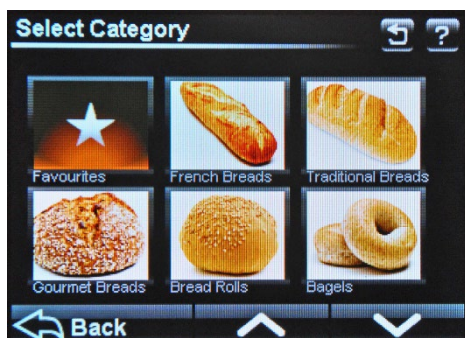 Select Category
?
Favourites
French Breads
Traditional Breads
Gourmet Breads
Bread Rolls
Bagels
Back